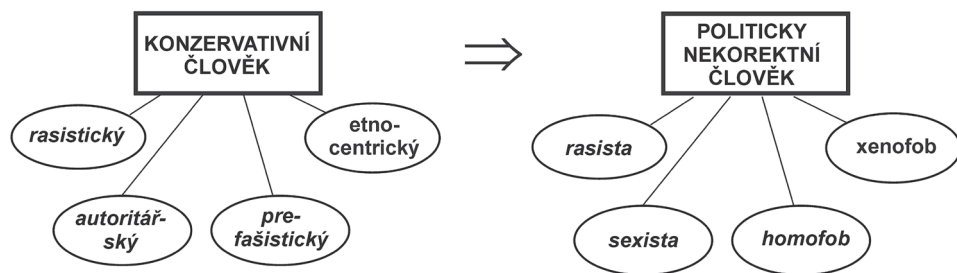 KONZERVATIVNÍ
ČLOVĚK
rasistický
etno-
centrický
autoritář-
ský
pre-
fašistický
POLITICKY
NEKOREKTNÍ
ČLOVĚK
rasista
xenofob
sexista
homofob